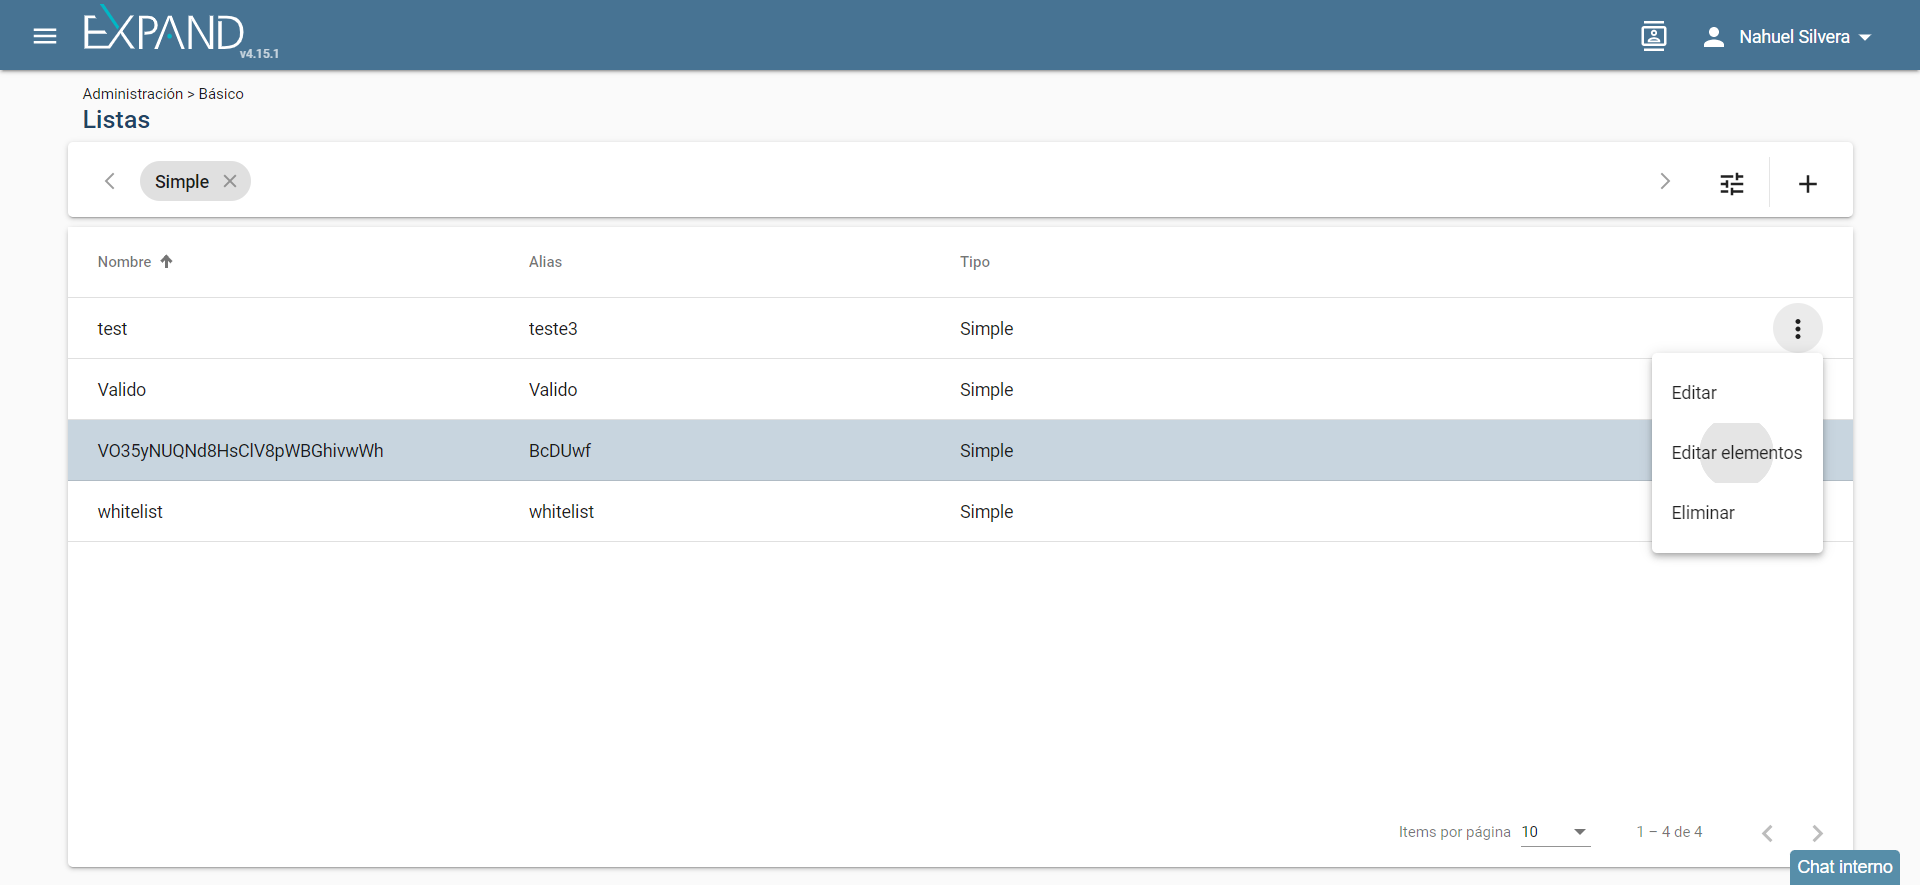 EXPAND v4.15.1
Nahuel Silvera
Administración > Básico
Listas
Simple
Nombre Alias Tipo
test teste3 Simple
Valido Valido Simple
VO35yNUQNd8HsClV8pWBGhivwWh BcDUwf Simple
whitelist whitelist Simple
Editar
Editar elementos
Eliminar
Items por página 10 1 – 4 de 4
Chat interno